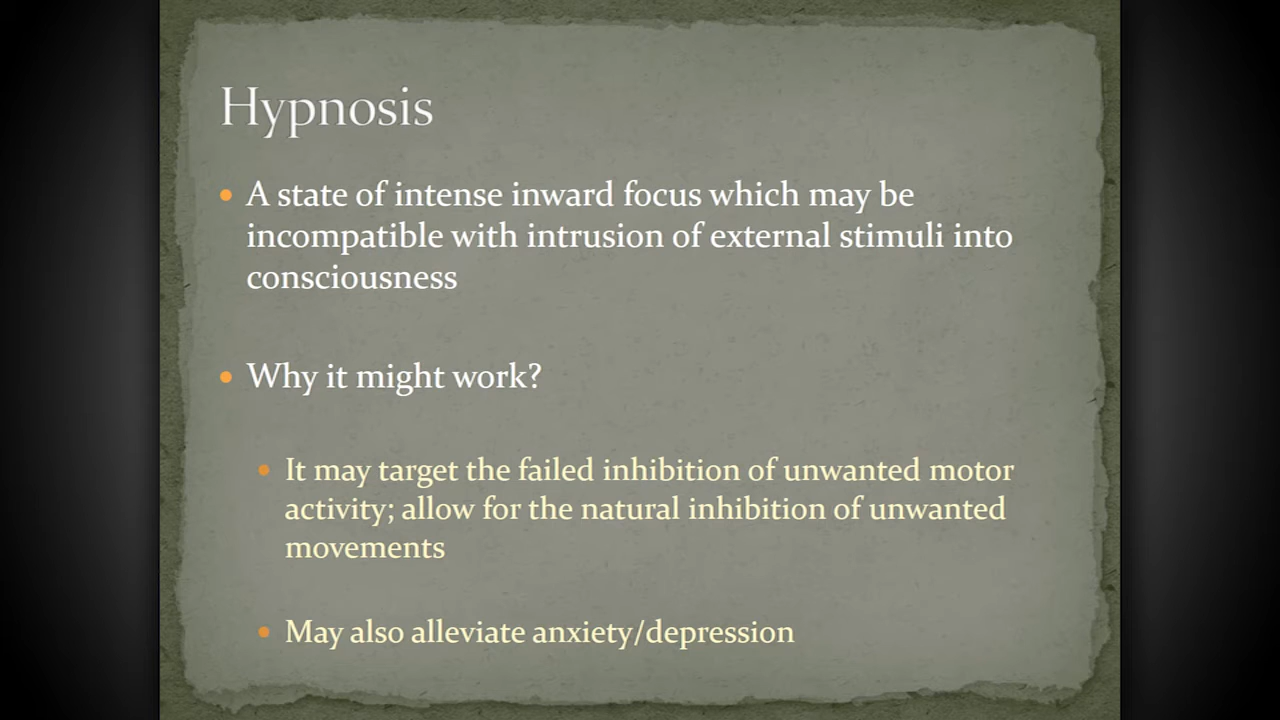 Hypnosis
A state of intense inward focus which may be
incompatible with intrusion of external stimuli into
consciousness
Why it might work?
It may target the failed inhibition of unwanted motor
activity; allow for the natural inhibition of unwanted
movements
May also alleviate anxiety/depression